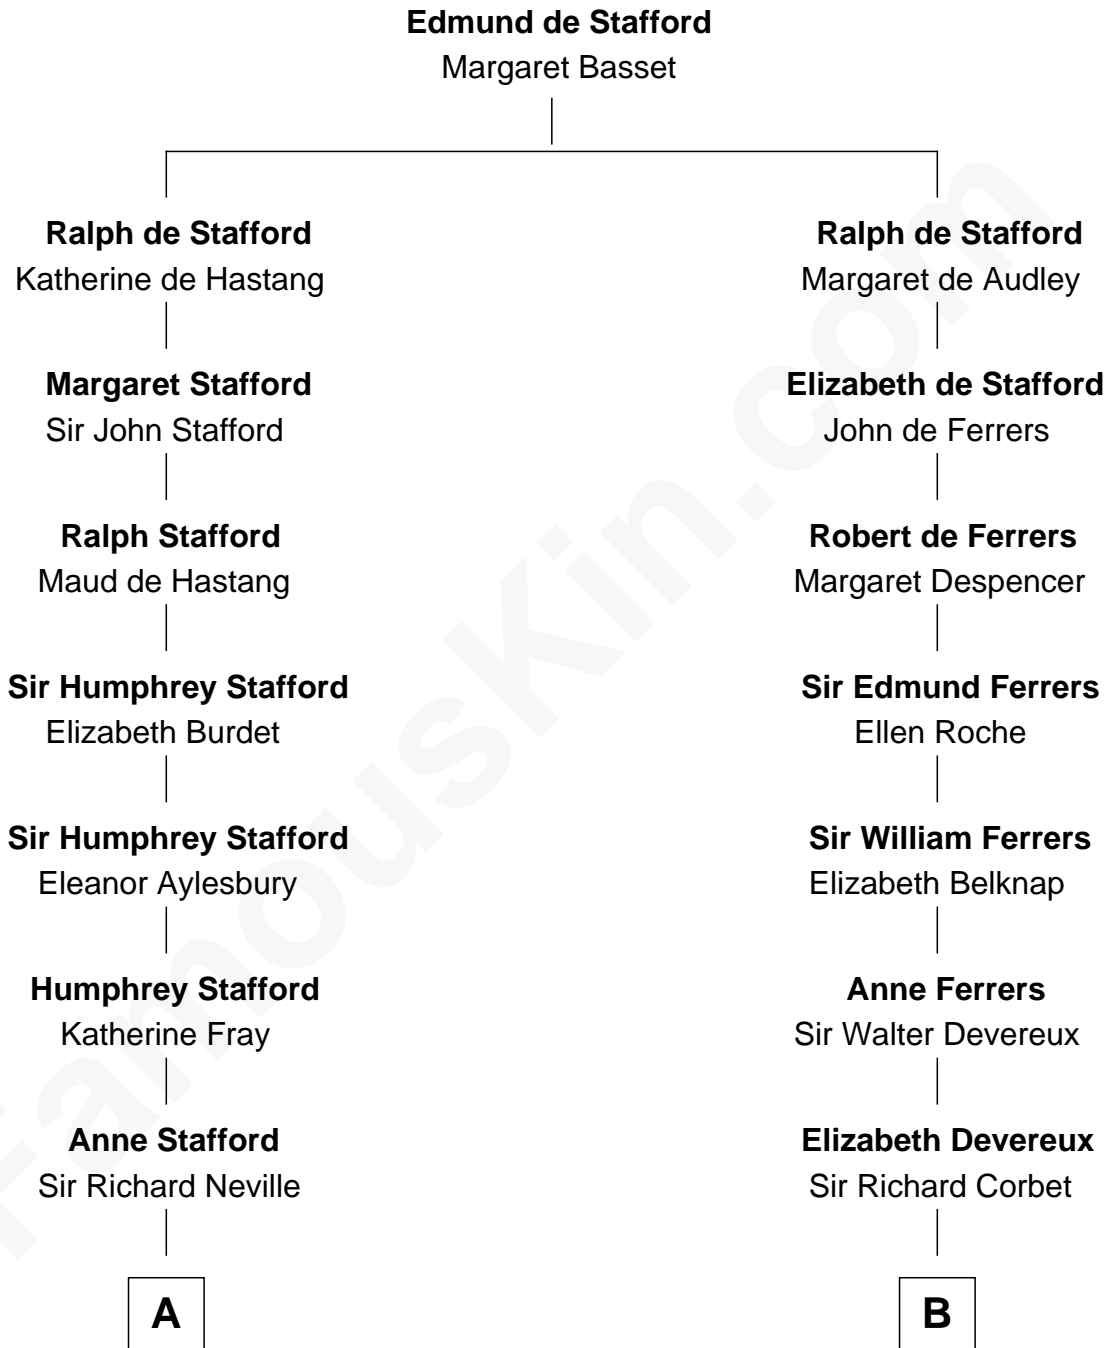 Edmund de Stafford
Margaret Basset
Ralph de Stafford
Katherine de Hastang
Margaret Stafford
Sir John Stafford
Ralph Stafford
Maud de Hastang
Sir Humphrey Stafford
Elizabeth Burdet
Sir Humphrey Stafford
Eleanor Aylesbury
Humphrey Stafford
Katherine Fray
Anne Stafford
Sir Richard Neville
A
Ralph de Stafford
Margaret de Audley
Elizabeth de Stafford
John de Ferrers
Robert de Ferrers
Margaret Despencer
Sir Edmund Ferrers
Ellen Roche
Sir William Ferrers
Elizabeth Belknap
Anne Ferrers
Sir Walter Devereux
Elizabeth Devereux
Sir Richard Corbet
B
FamousKin.com